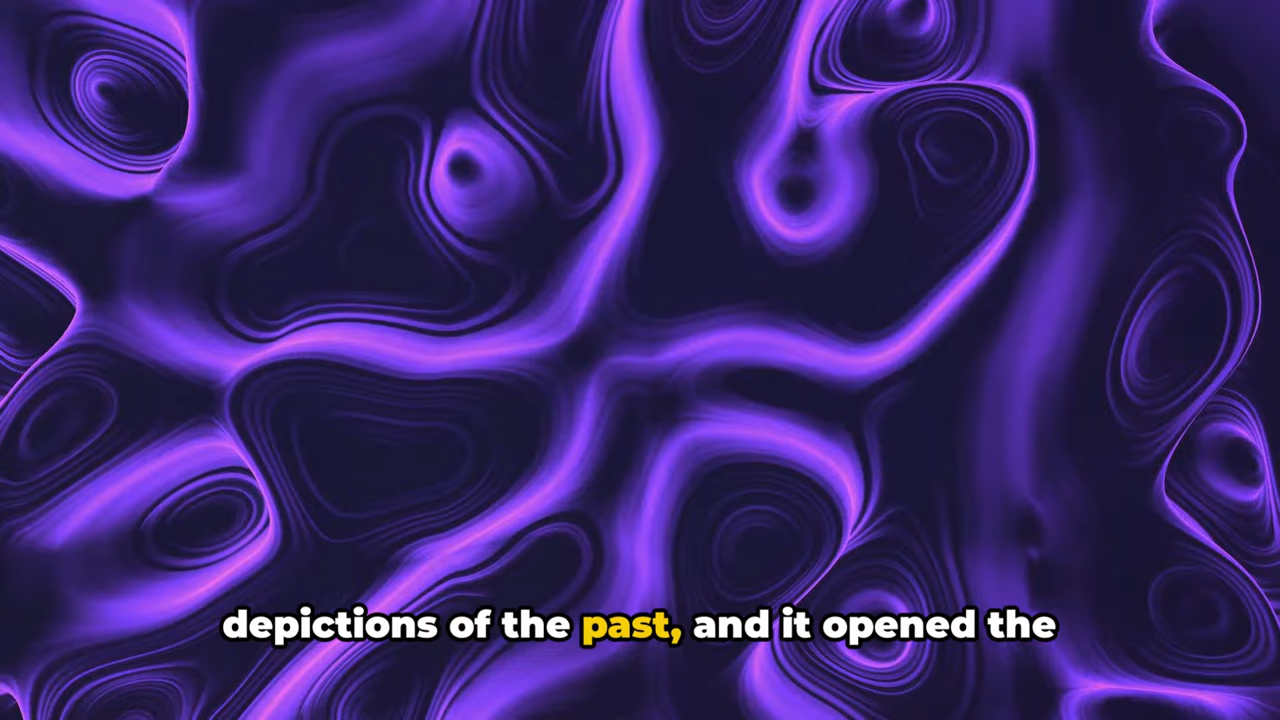 depictions of the past, and it opened the